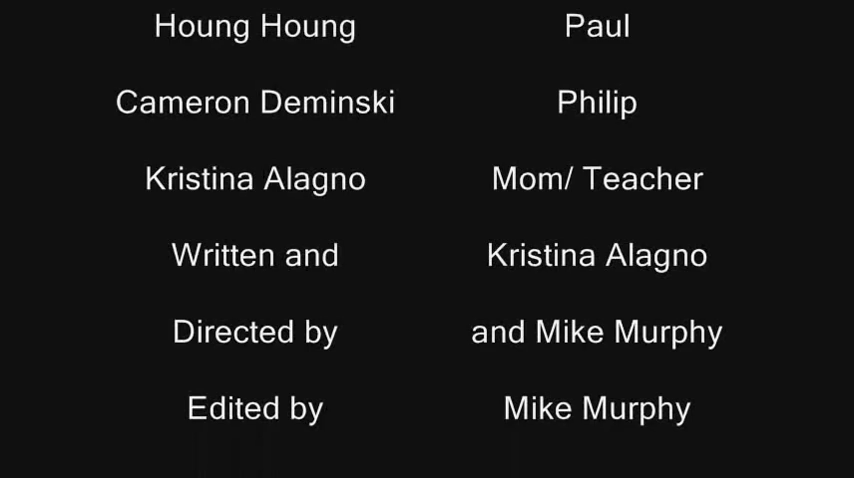 Houng Houng Paul
Cameron Deminski Philip
Kristina Alagno Mom/ Teacher
Written and Kristina Alagno
Directed by and Mike Murphy
Edited by Mike Murphy